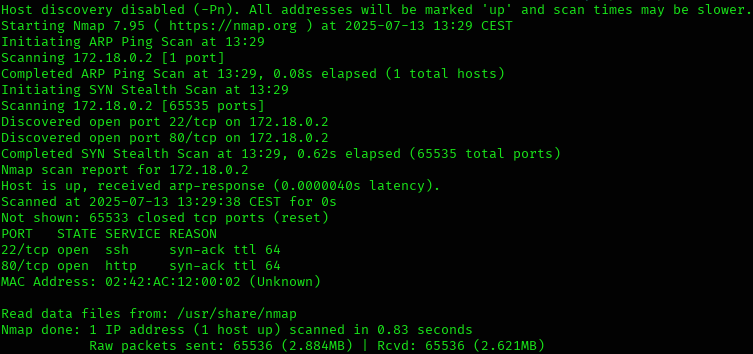 Host discovery disabled (-Pn). All addresses will be marked 'up' and scan times may be slower.
Starting Nmap 7.95 ( https://nmap.org ) at 2025-07-13 13:29 CEST
Initiating ARP Ping Scan at 13:29
Scanning 172.18.0.2 [1 port]
Completed ARP Ping Scan at 13:29, 0.08s elapsed (1 total hosts)
Initiating SYN Stealth Scan at 13:29
Scanning 172.18.0.2 [65535 ports]
Discovered open port 22/tcp on 172.18.0.2
Discovered open port 80/tcp on 172.18.0.2
Completed SYN Stealth Scan at 13:29, 0.62s elapsed (65535 total ports)
Nmap scan report for 172.18.0.2
Host is up, received arp-response (0.0000040s latency).
Scanned at 2025-07-13 13:29:38 CEST for 0s
Not shown: 65533 closed tcp ports (reset)
PORT   STATE SERVICE REASON
22/tcp open  ssh     syn-ack ttl 64
80/tcp open  http    syn-ack ttl 64
MAC Address: 02:42:AC:12:00:02 (Unknown)

Read data files from: /usr/share/nmap
Nmap done: 1 IP address (1 host up) scanned in 0.83 seconds
           Raw packets sent: 65536 (2.884MB) | Rcvd: 65536 (2.621MB)